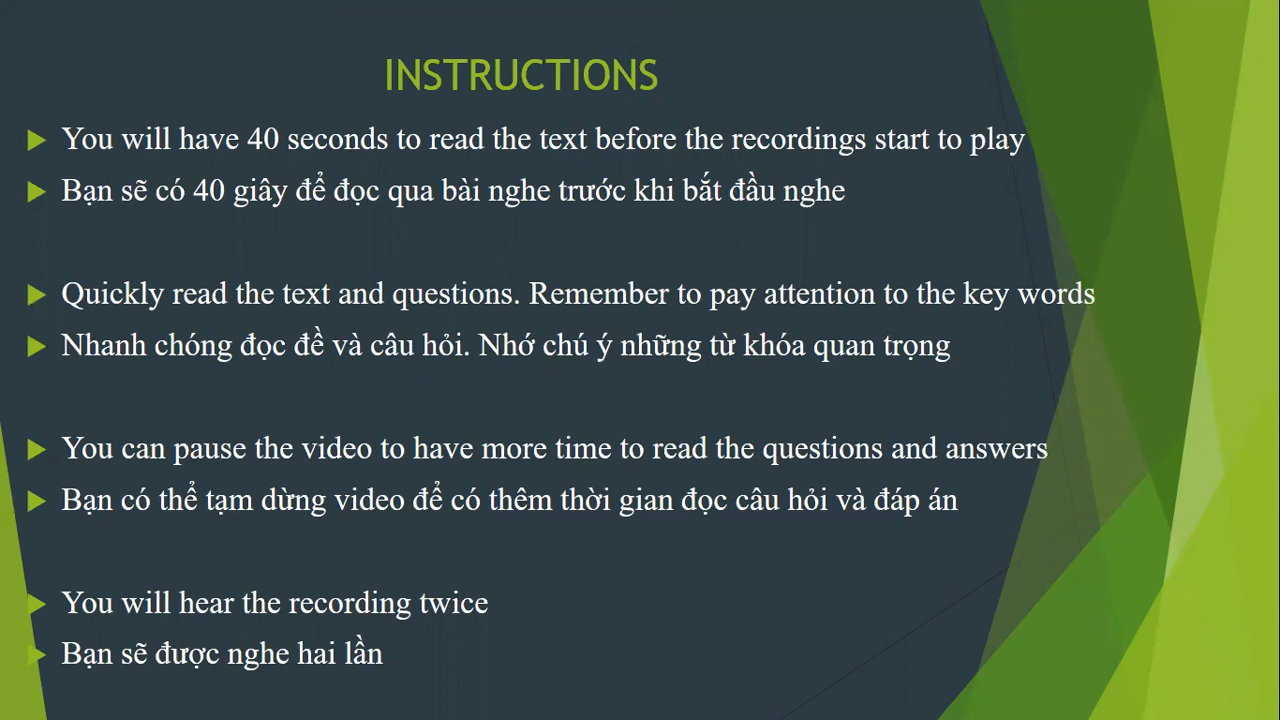 INSTRUCTIONS
You will have 40 seconds to read the text before the recordings start to play
Bạn sẽ có 40 giây để đọc qua bài nghe trước khi bắt đầu nghe
Quickly read the text and questions. Remember to pay attention to the key words
Nhanh chóng đọc đề và câu hỏi. Nhớ chú ý những từ khóa quan trọng
You can pause the video to have more time to read the questions and answers
Bạn có thể tạm dừng video để có thêm thời gian đọc câu hỏi và đáp án
You will hear the recording twice
Bạn sẽ được nghe hai lần